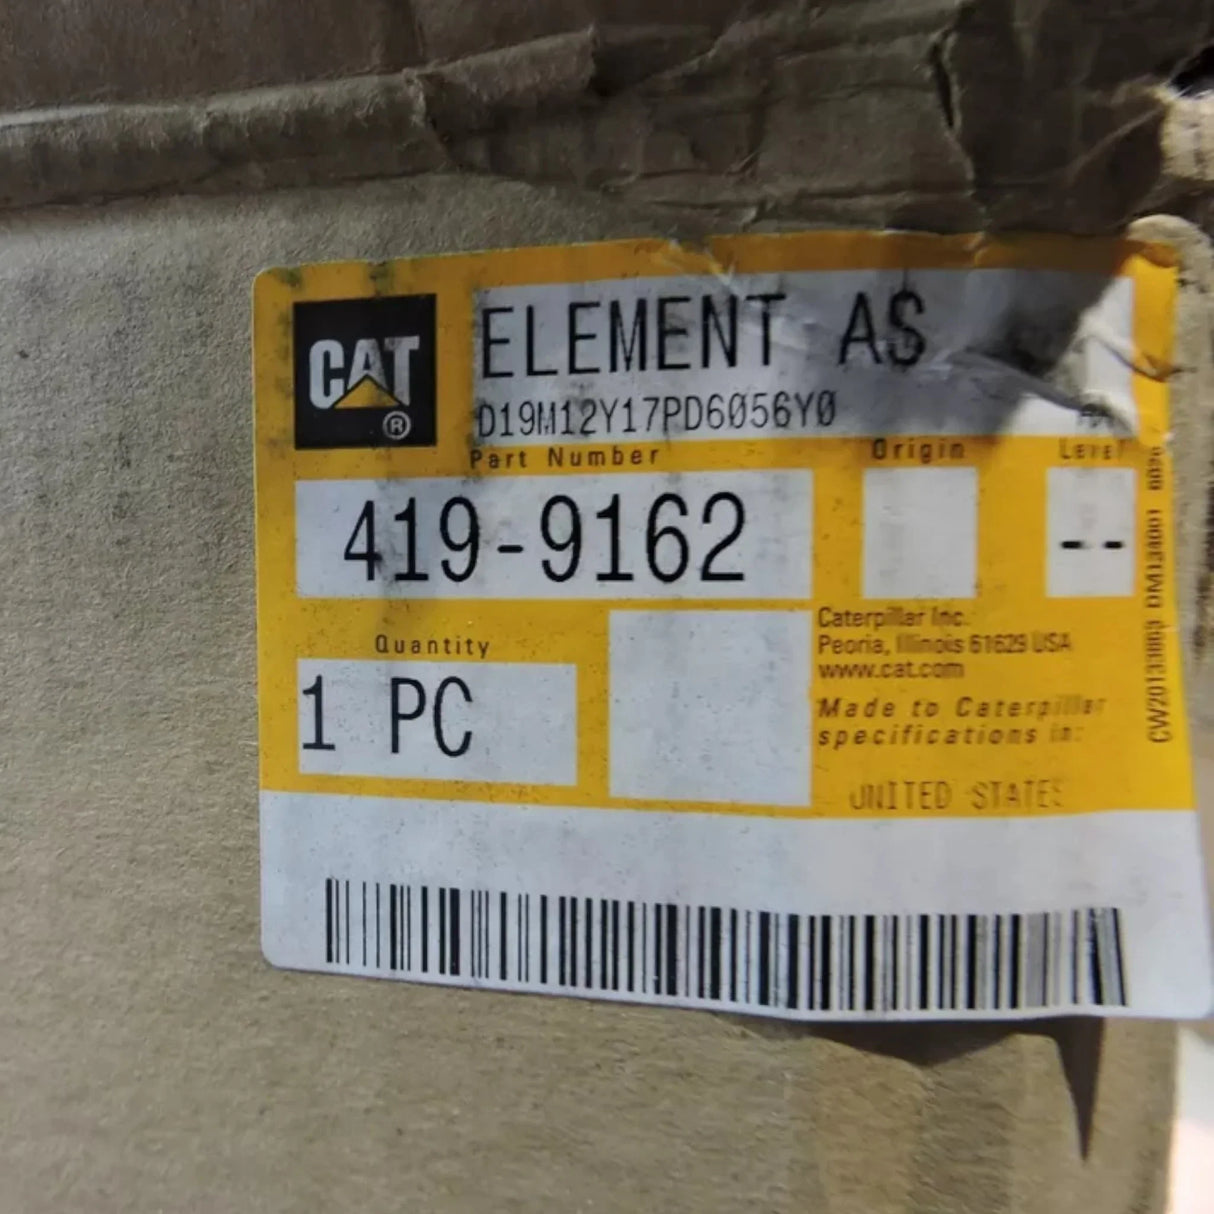 CAT
®
ELEMENT AS
D19M12Y17PD6056Y0
Part Number
Origin
Level
419-9162
--
Quantity
1 PC
Caterpillar Inc.
Peoria, Illinois 61629 USA
www.cat.com
Made to Caterpillar
specifications in:
UNITED STATES